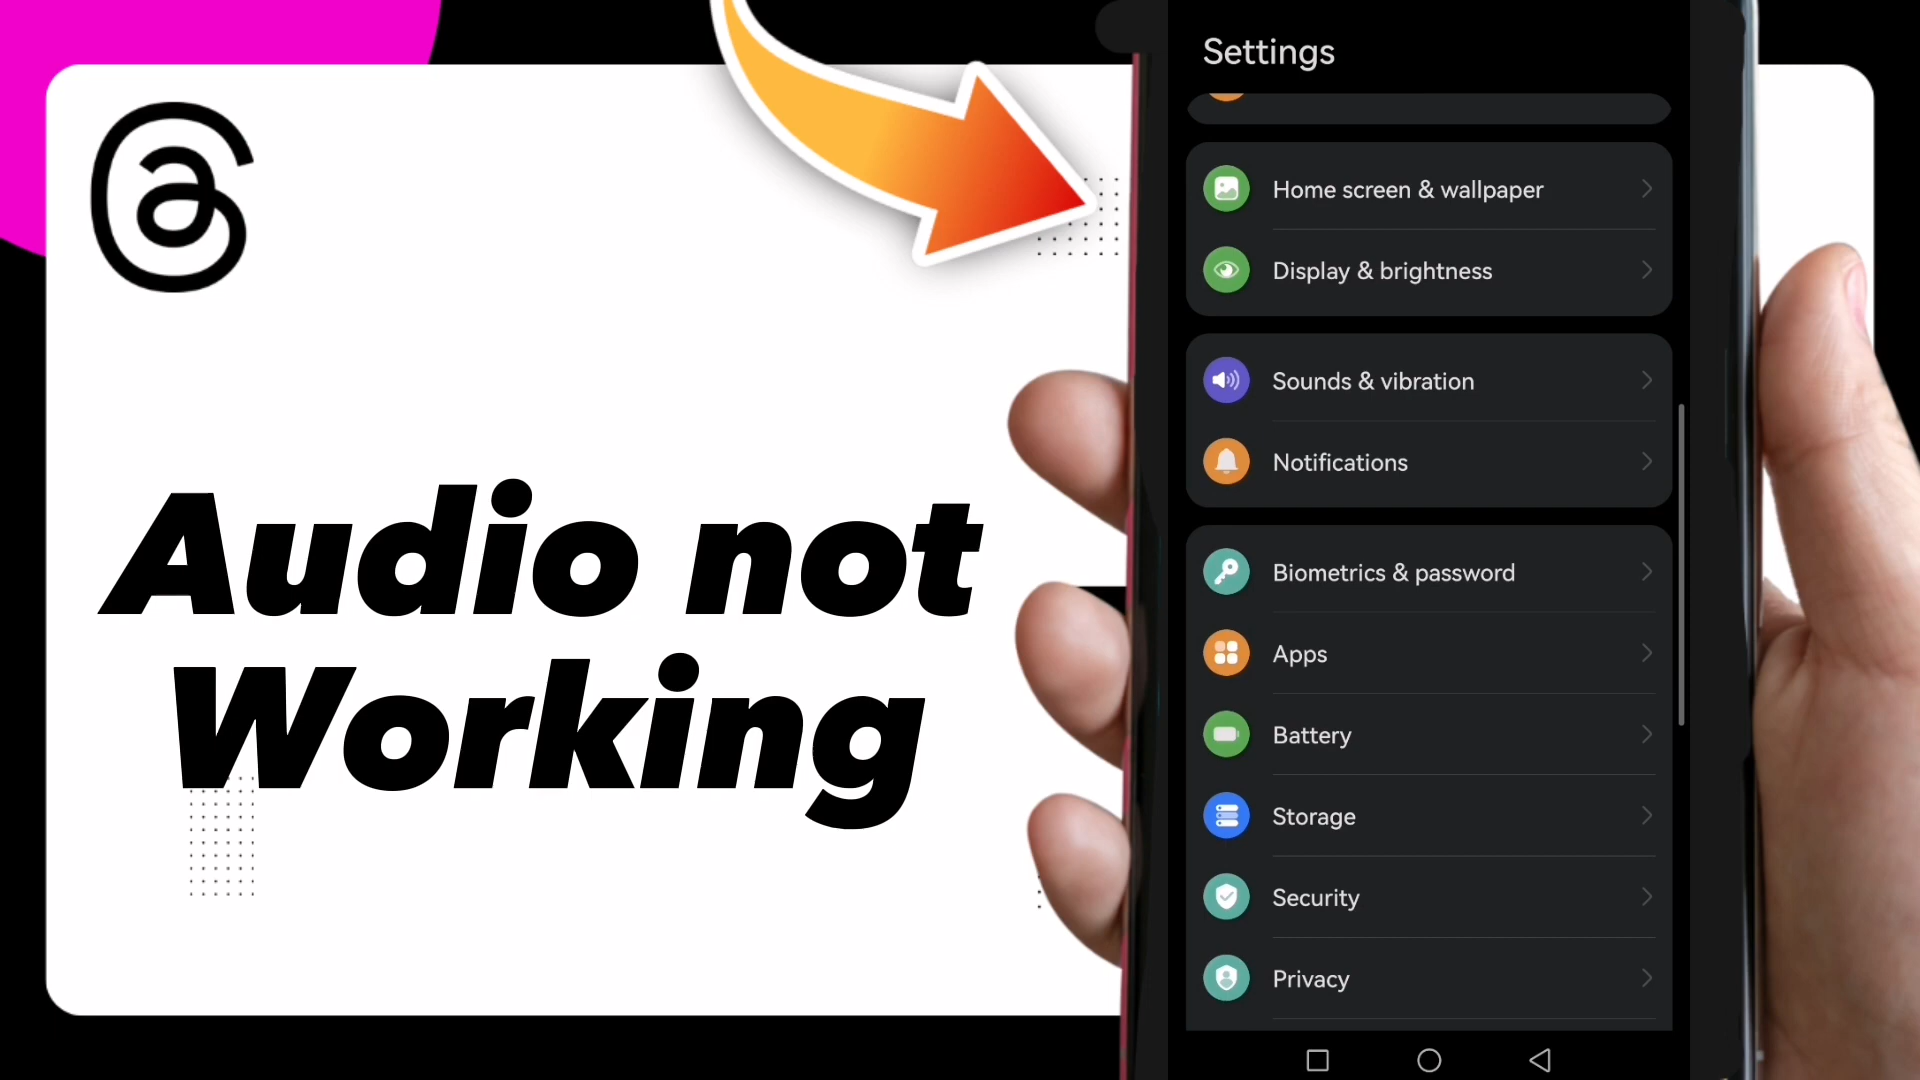 Audio not
Working
Settings
Home screen & wallpaper
Display & brightness
Sounds & vibration
Notifications
Biometrics & password
Apps
Battery
Storage
Security
Privacy